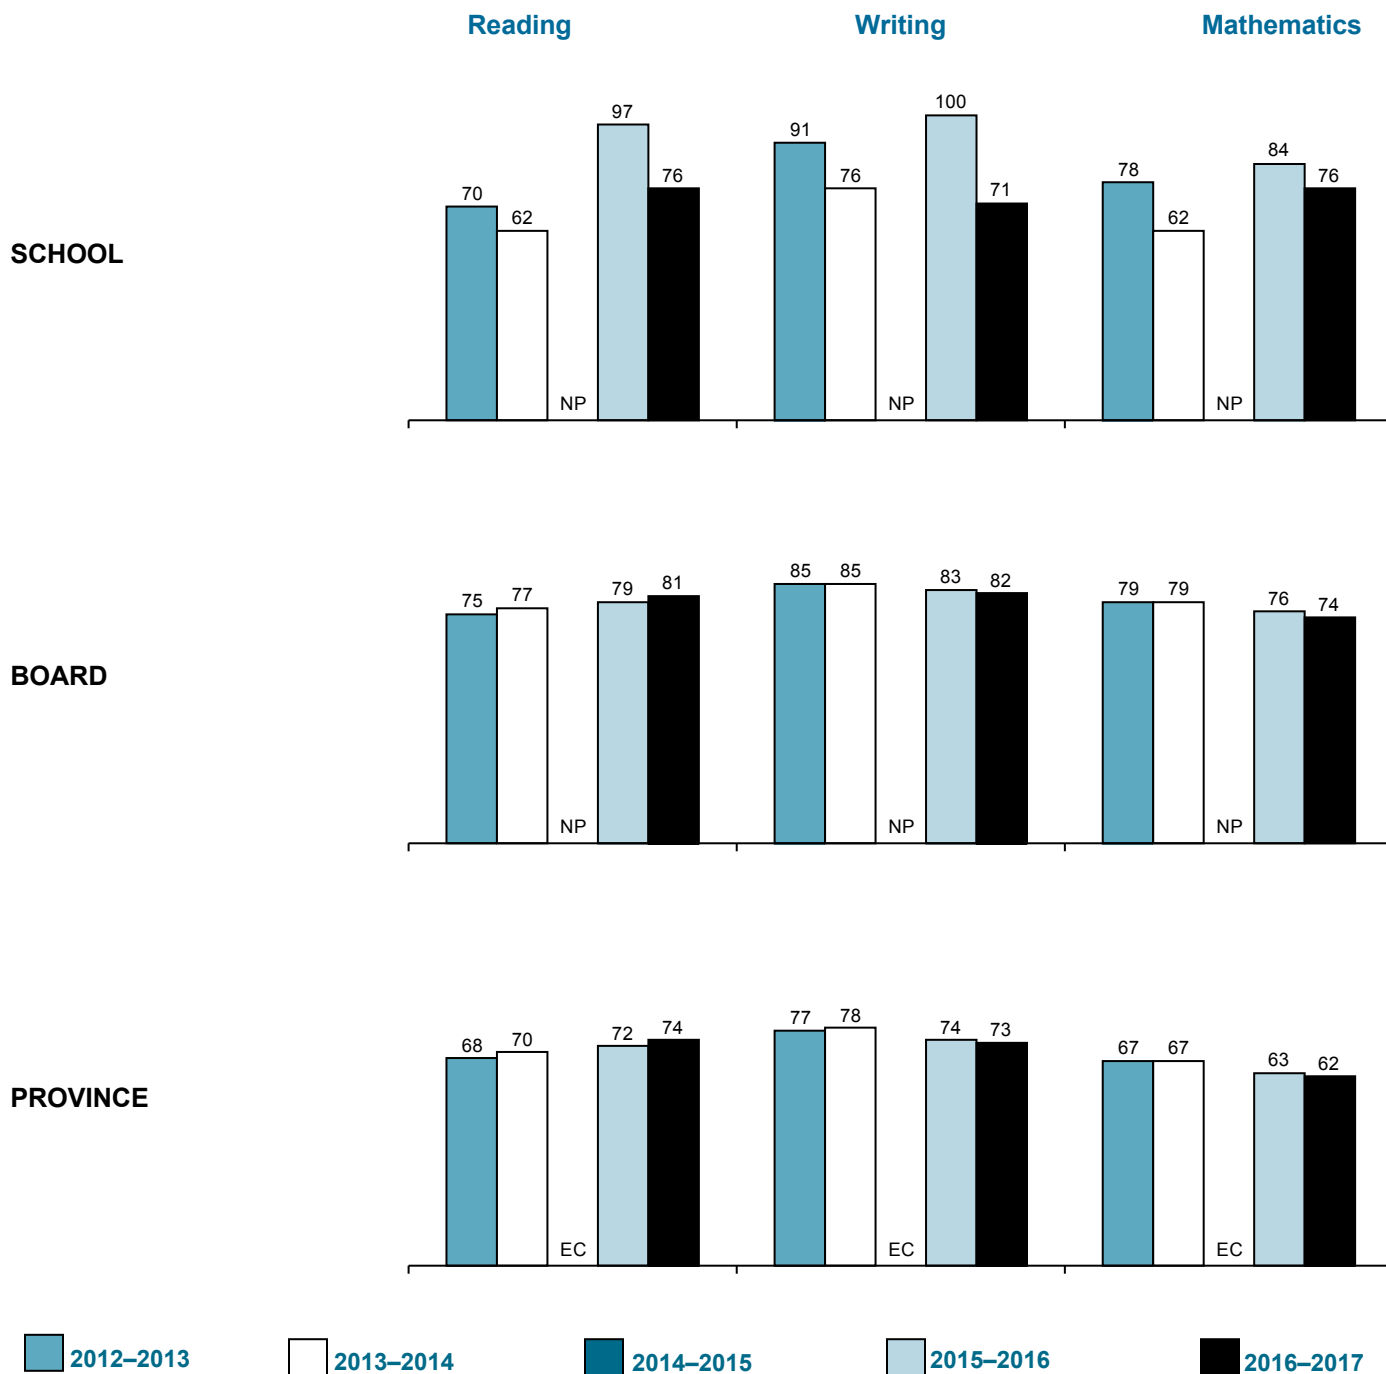 Reading Writing Mathematics
SCHOOL
70 62 NP 97 76
91 76 NP 100 71
78 62 NP 84 76
BOARD
75 77 NP 79 81
85 85 NP 83 82
79 79 NP 76 74
PROVINCE
68 70 EC 72 74
77 78 EC 74 73
67 67 EC 63 62
2012–2013 2013–2014 2014–2015 2015–2016 2016–2017